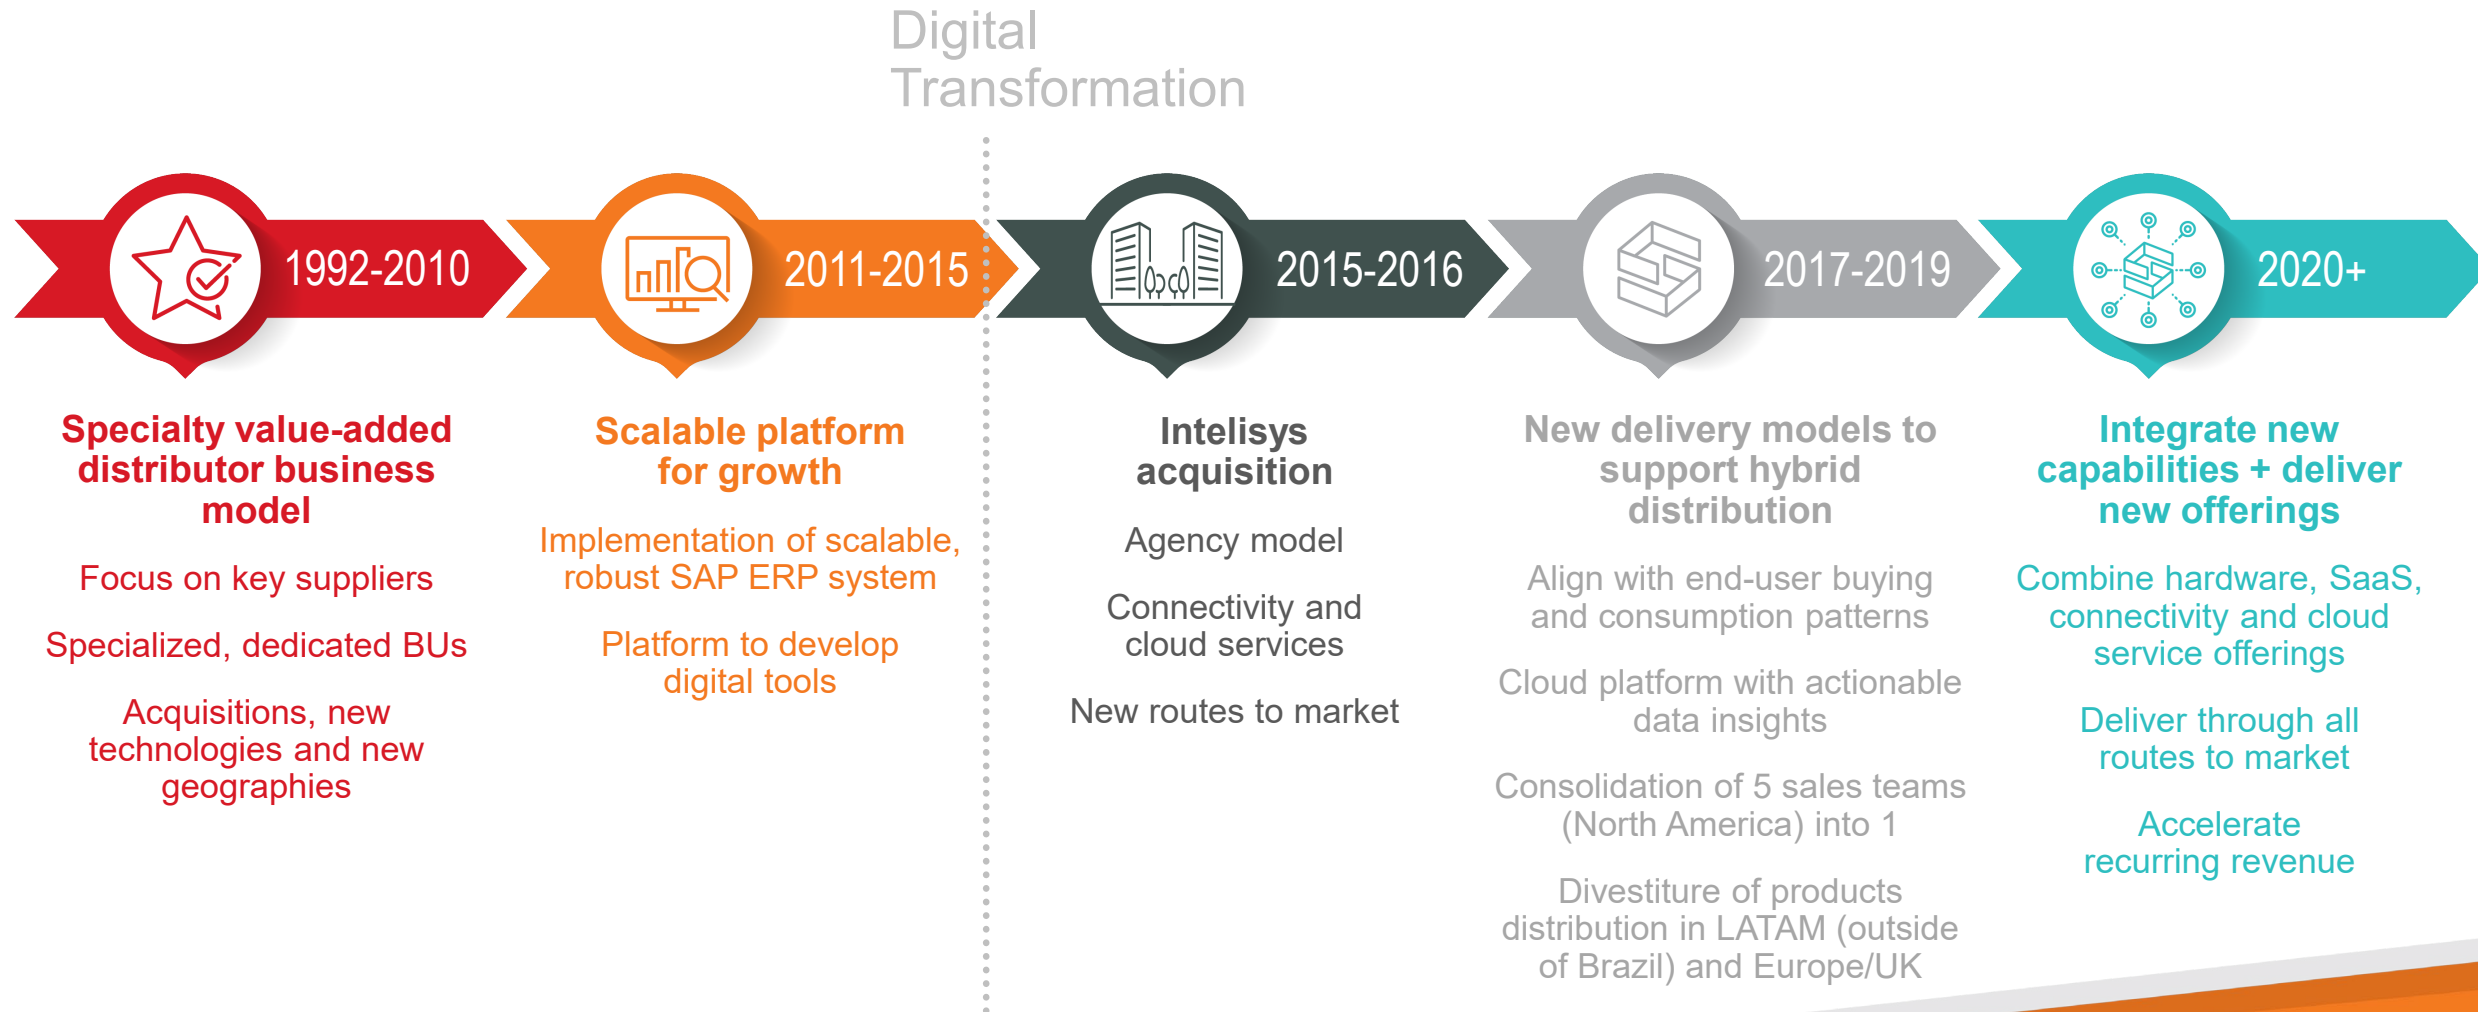 Digital
Transformation
1992-2010
2011-2015
2015-2016
2017-2019
2020+
Specialty value-added
distributor business
model
Focus on key suppliers
Specialized, dedicated BUs
Acquisitions, new
technologies and new
geographies
Scalable platform
for growth
Implementation of scalable,
robust SAP ERP system
Platform to develop
digital tools
Intelisys
acquisition
Agency model
Connectivity and
cloud services
New routes to market
New delivery models to
support hybrid
distribution
Align with end-user buying
and consumption patterns
Cloud platform with actionable
data insights
Consolidation of 5 sales teams
(North America) into 1
Divestiture of products
distribution in LATAM (outside
of Brazil) and Europe/UK
Integrate new
capabilities + deliver
new offerings
Combine hardware, SaaS,
connectivity and cloud
service offerings
Deliver through all
routes to market
Accelerate
recurring revenue